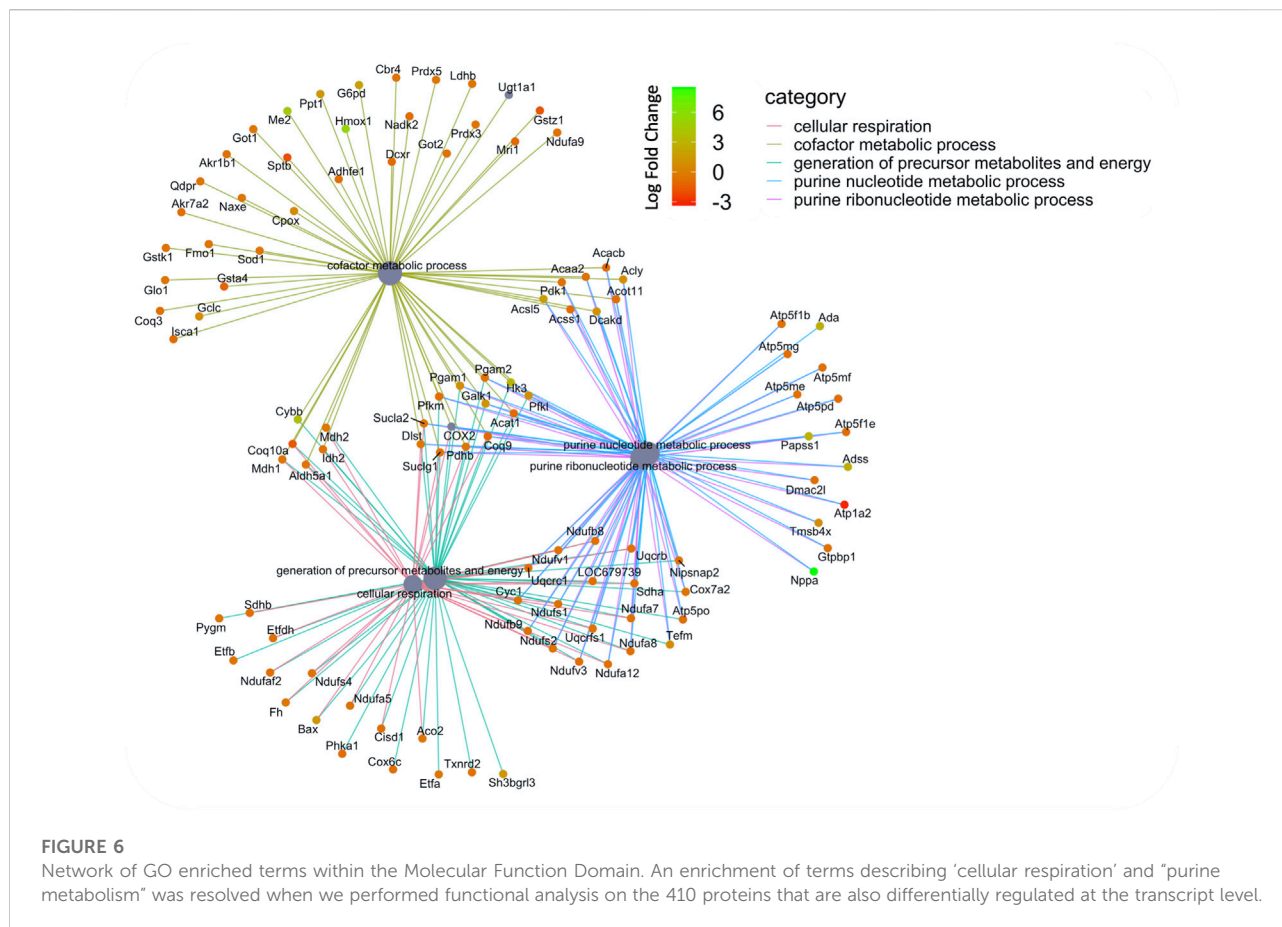 Cbr4
Prdx5
Ldhb
Ugt1a1
G6pd
Ppt1
Me2
Hmox1
Nadk2
Prdx3
Gstz1
Got1
Ndufa9
Mri1
Got2
Dcxr
Sptb
Akr1b1
Adhfe1
Qdpr
Naxe
Akr7a2
Cpox
Gstk1
Fmo1
Sod1
cofactor metabolic process
Glo1
Gsta4
Gclc
Coq3
Isca1
Log Fold Change
6
3
0
-3
category
cellular respiration
cofactor metabolic process
generation of precursor metabolites and energy
purine nucleotide metabolic process
purine ribonucleotide metabolic process
Acacb
Acaa2
Acly
Pdk1
Acot11
Acsl5
Acss1
Dcakd
Atp5f1b
Ada
Atp5mg
Atp5mf
Atp5me
Atp5pd
Atp5f1e
Papss1
Adss
Dmac2l
Atp1a2
Tmsb4x
Gtpbp1
Nppa
purine nucleotide metabolic process
purine ribonucleotide metabolic process
Pgam2
Pgam1
Hk3
Galk1
Pfkl
Pfkm
Acat1
Sucla2
COX2
Dlst
Coq9
Pdhb
Suclg1
Cybb
Mdh2
Coq10a
Idh2
Mdh1
Aldh5a1
Ndufb8
Ndufv1
Uqcrb
Nipsnap2
LOC679739
Uqcrc1
Sdha
Cox7a2
Cyc1
Ndufs1
Ndufa7
Atp5po
Ndufb9
Uqcrfs1
Ndufs2
Ndufa8
Tefm
Ndufv3
Ndufa12
generation of precursor metabolites and energy
cellular respiration
Sdhb
Pygm
Etfdh
Etfb
Ndufaf2
Ndufs4
Ndufa5
Fh
Bax
Cisd1
Aco2
Phka1
Cox6c
Etfa
Txnrd2
Sh3bgrl3
FIGURE 6
Network of GO enriched terms within the Molecular Function Domain. An enrichment of terms describing ‘cellular respiration’ and “purine
metabolism” was resolved when we performed functional analysis on the 410 proteins that are also differentially regulated at the transcript level.